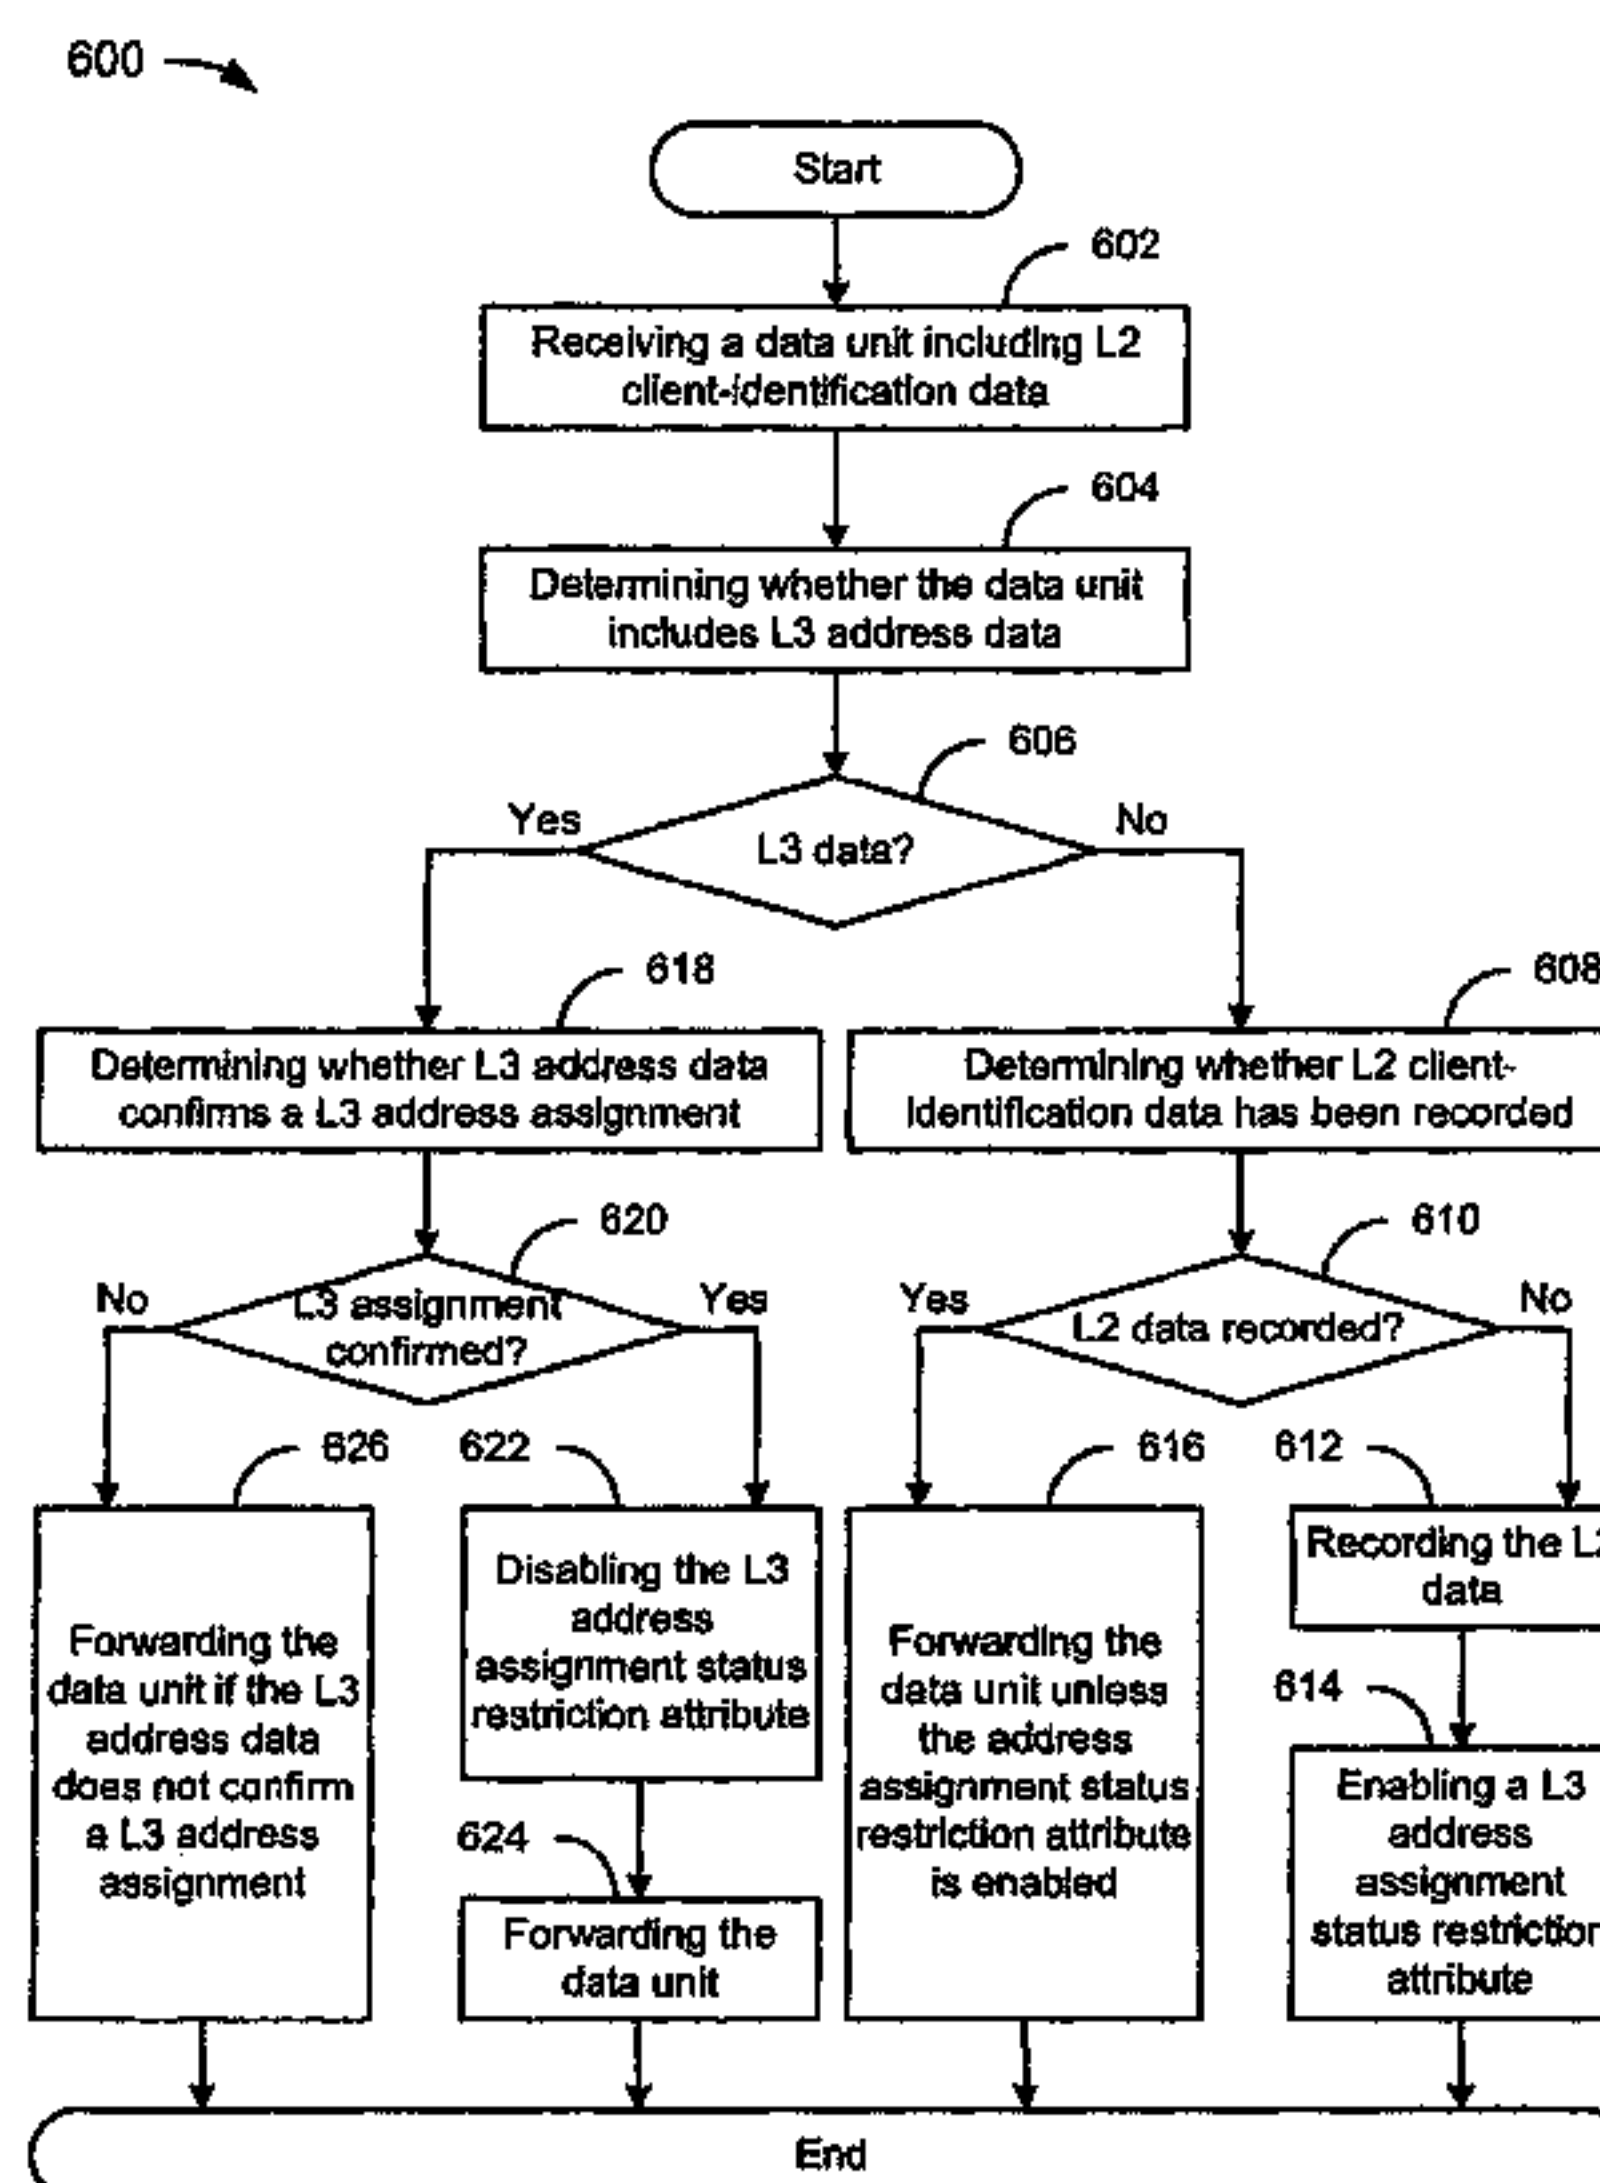 600
Start
602
Receiving a data unit including L2
client-identification data
604
Determining whether the data unit
includes L3 address data
606
Yes
L3 data?
No
618
608
Determining whether L3 address data
confirms a L3 address assignment
Determining whether L2 client-
identification data has been recorded
620
610
No
L3 assignment
confirmed?
Yes
Yes
L2 data recorded?
No
626
622
616
612
Forwarding the
data unit if the L3
address data
does not confirm
a L3 address
assignment
Disabling the L3
address
assignment status
restriction attribute
624
Forwarding the
data unit
Forwarding the
data unit unless
the address
assignment status
restriction attribute
is enabled
Recording the L2
data
614
Enabling a L3
address
assignment
status restriction
attribute
End